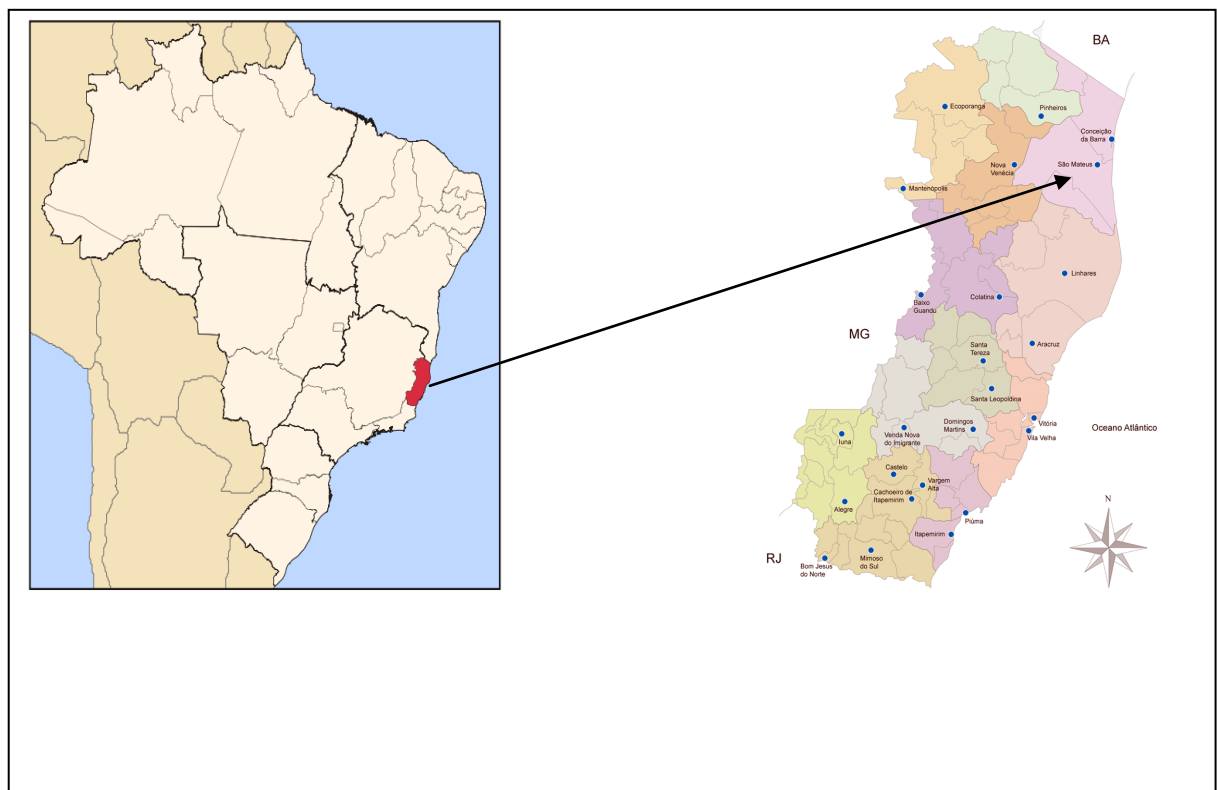 BA
Ecoporanga
Pinheiros
Conceição
da Barra
São Mateus
Nova
Venécia
Mantenópolis
Linhares
Baixo
Guandu
Colatina
MG
Aracruz
Santa
Tereza
Santa Leopoldina
Vitória
Oceano Atlântico
Vila Velha
Domingos
Martins
Venda Nova
do Imigrante
Iuna
Castelo
Vargem
Alta
Cachoeiro de
Itapemirim
Alegre
N
Piúma
Itapemirim
RJ
Mimoso
do Sul
Bom Jesus
do Norte